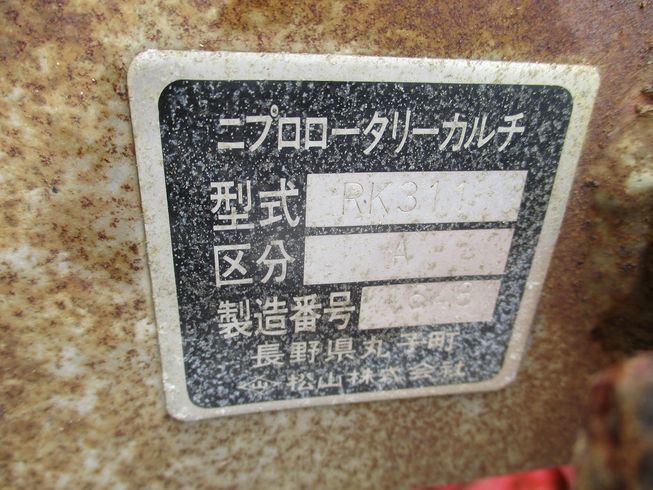 ニプロロータリーカルチ
型式 RK311
区分 A
製造番号
長野県丸子町
松山株式会社